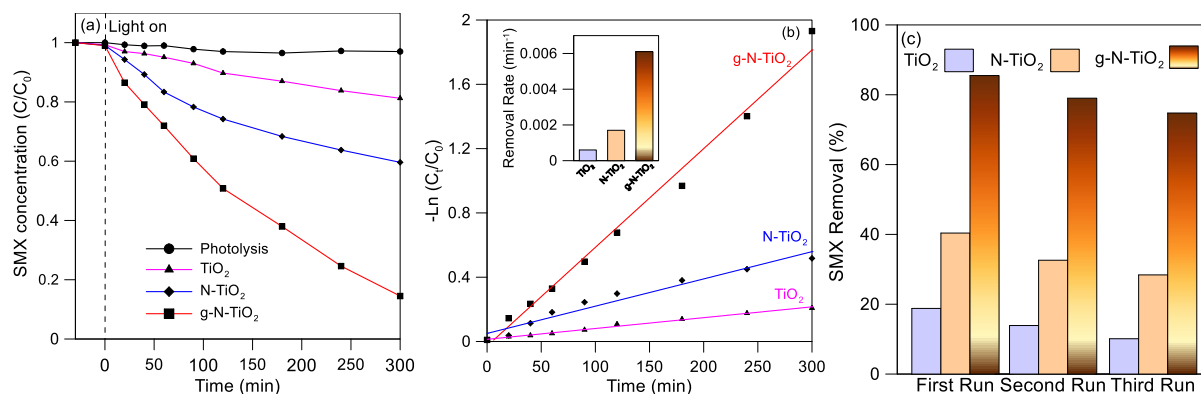 (a)
Light on
SMX concentration (C/C₀)
1
0.8
0.6
0.4
0.2
0
Photolysis
TiO₂
N-TiO₂
g-N-TiO₂
0
50
100
150
200
250
300
Time (min)
(b)
-Ln (Cₜ/C₀)
2
1.6
1.2
0.8
0.4
0
g-N-TiO₂
N-TiO₂
TiO₂
Removal Rate (min⁻¹)
0.006
0.004
0.002
0
TiO₂
N-TiO₂
g-N-TiO₂
0
50
100
150
200
250
300
Time (min)
(c)
TiO₂
N-TiO₂
g-N-TiO₂
SMX Removal (%)
100
80
60
40
20
0
First Run
Second Run
Third Run